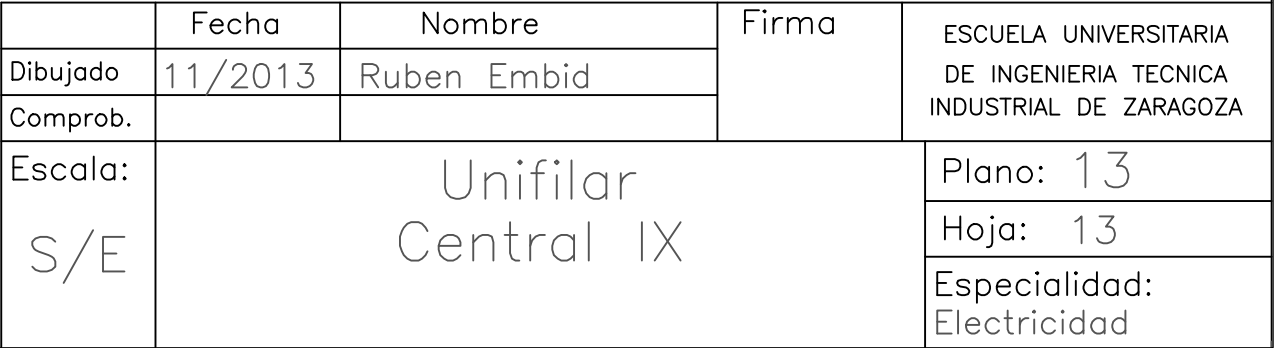 Fecha Nombre Firma
Dibujado 11/2013 Ruben Embid
Comprob.
ESCUELA UNIVERSITARIA
DE INGENIERIA TECNICA
INDUSTRIAL DE ZARAGOZA
Escala:
S/E
Unifilar
Central IX
Plano: 13
Hoja: 13
Especialidad:
Electricidad